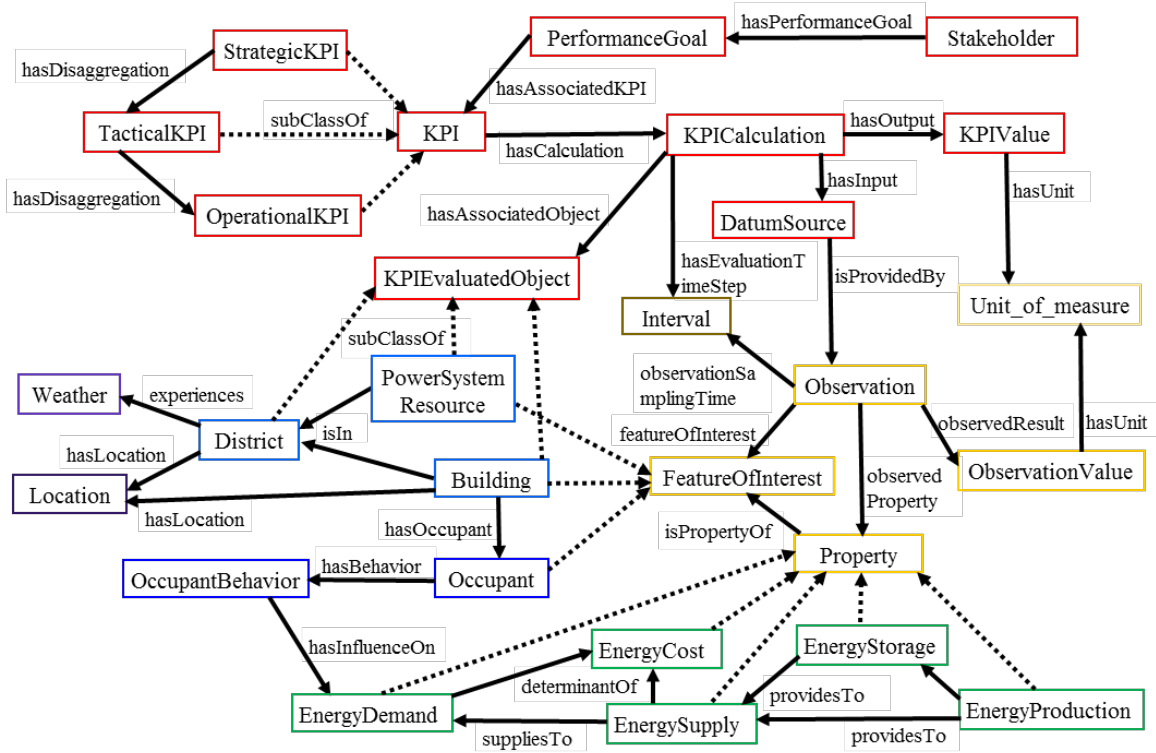 hasPerformanceGoal
StrategicKPI
PerformanceGoal
Stakeholder
hasDisaggregation
hasAssociatedKPI
TacticalKPI
subClassOf
KPI
KPICalculation
hasOutput
KPIValue
hasCalculation
hasInput
hasUnit
hasDisaggregation
OperationalKPI
hasAssociatedObject
DatumSource
KPIEvaluatedObject
hasEvaluationT
imeStep
isProvidedBy
Interval
Unit_of_measure
subClassOf
PowerSystem
Resource
observationSa
mplingTime
Observation
Weather
experiences
District
isIn
featureOfInterest
observedResult
hasUnit
hasLocation
Location
Building
FeatureOfInterest
observed
Property
ObservationValue
hasLocation
hasOccupant
isPropertyOf
OccupantBehavior
hasBehavior
Occupant
Property
hasInfluenceOn
EnergyCost
EnergyStorage
determinantOf
providesTo
EnergyDemand
suppliesTo
EnergySupply
providesTo
EnergyProduction